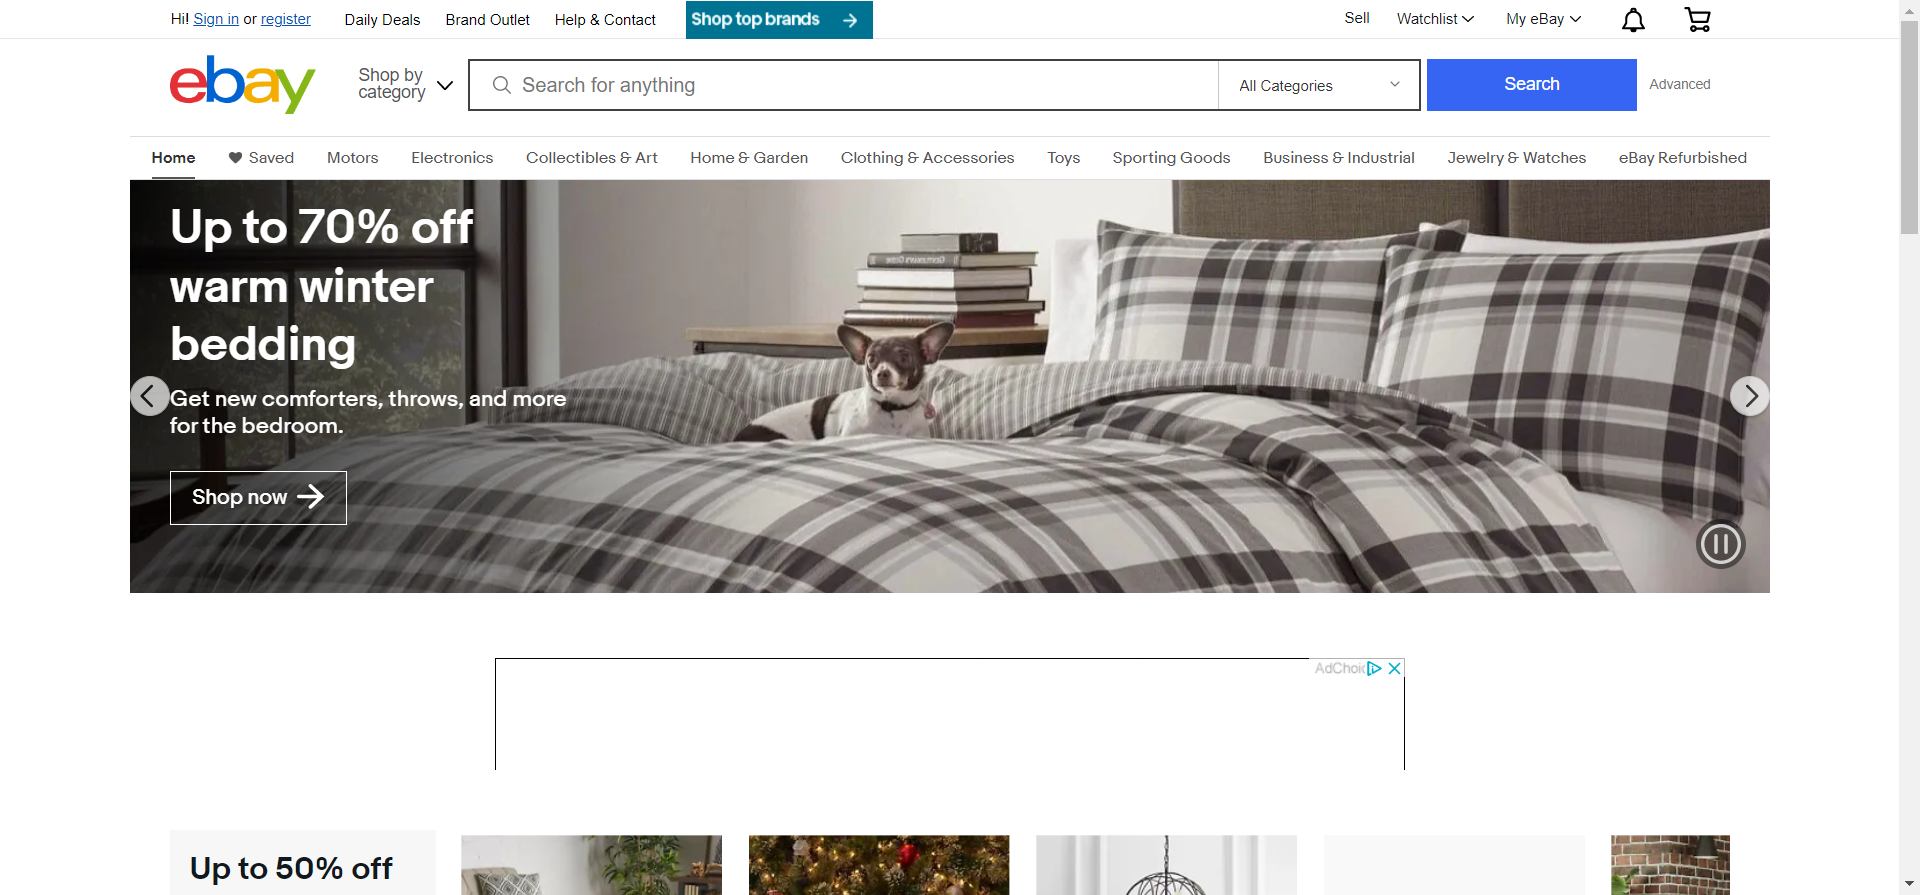 Hi! Sign in or register
Daily Deals
Brand Outlet
Help & Contact
Shop top brands
Sell
Watchlist
My eBay
ebay
Shop by
category
Search for anything
All Categories
Search
Advanced
Home
Saved
Motors
Electronics
Collectibles & Art
Home & Garden
Clothing & Accessories
Toys
Sporting Goods
Business & Industrial
Jewelry & Watches
eBay Refurbished
Up to 70% off
warm winter
bedding
Get new comforters, throws, and more
for the bedroom.
Shop now
AdChoic
Up to 50% off